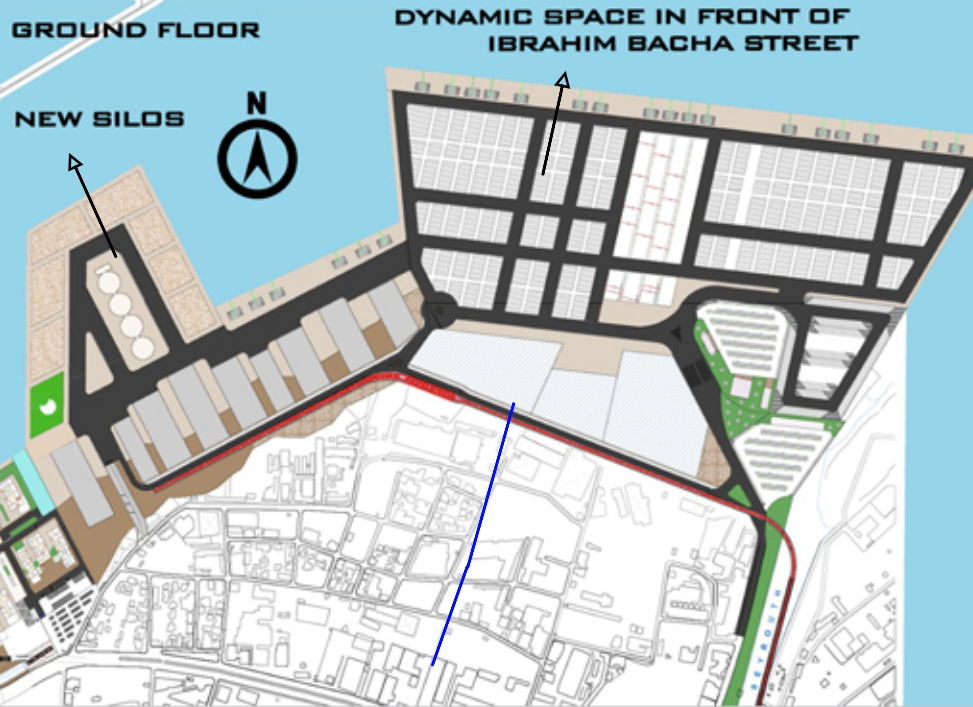 DYNAMIC SPACE IN FRONT OF
IBRAHIM BACHA STREET
GROUND FLOOR
NEW SILOS
N
BEYROUTH